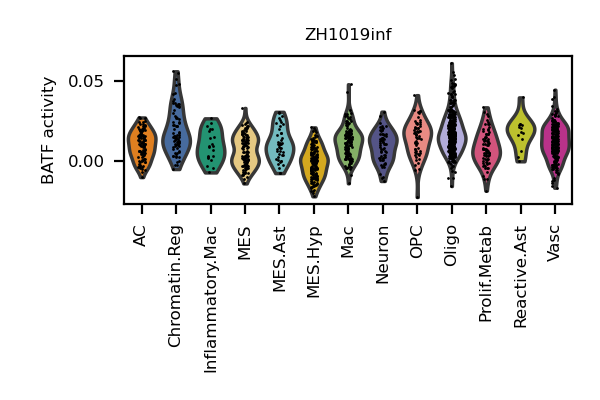 ZH1019inf
BATF activity
0.05
0.00
AC
Chromatin.Reg
Inflammatory.Mac
MES
MES.Ast
MES.Hyp
Mac
Neuron
OPC
Oligo
Prolif.Metab
Reactive.Ast
Vasc